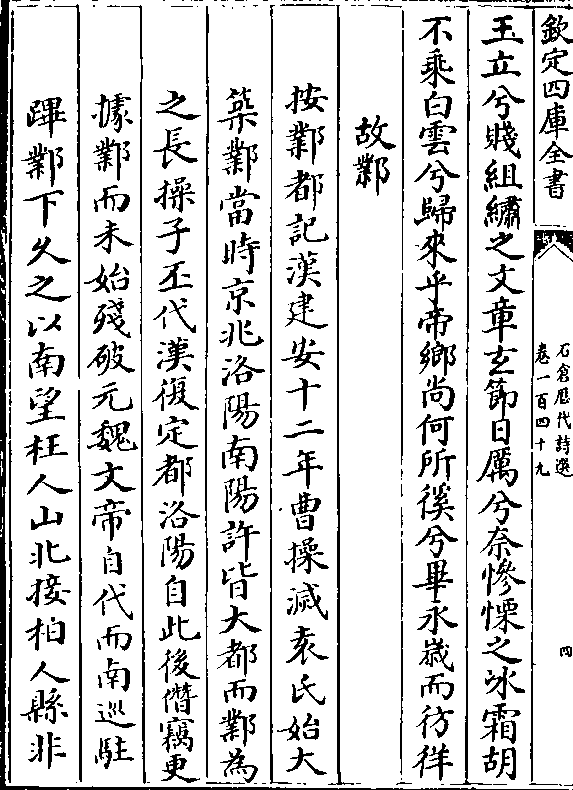 欽定四庫全書
石倉歴代詩選
卷一百四十九
四
玉立兮賤組繡之文章玄節日厲兮奈慘慄之冰霜胡
不乘白雲兮歸來乎帝鄉尚何所徯兮畢永嵗而彷徉
故鄴
按鄴都記漢建安十二年曹操滅袁氏始大
築鄴當時京兆洛陽南陽許皆大都而鄴為
之長操子丕代漢復定都洛陽自此後僭竊更
據鄴而未始殘破元魏文帝自代而南巡駐
蹕鄴下久之以南望枉人山北接柏人縣非